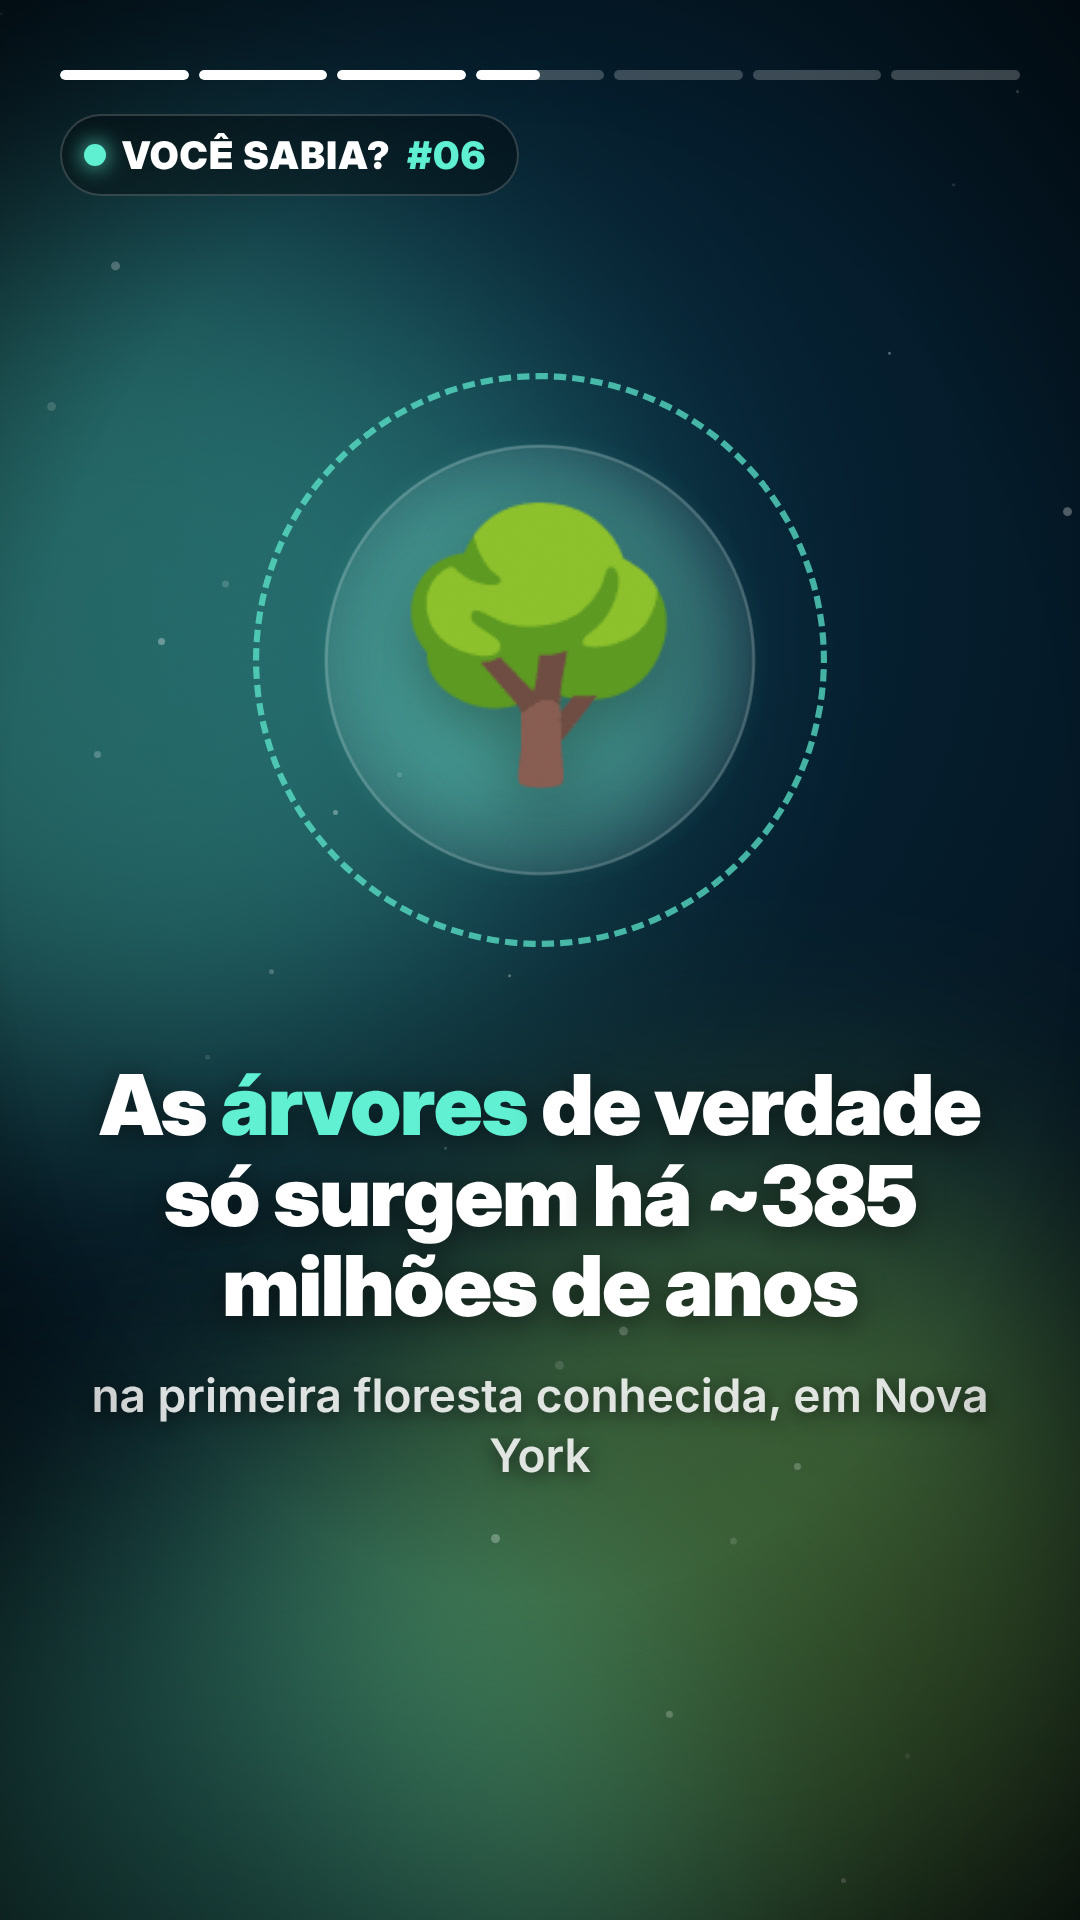 VOCÊ SABIA? #06
As árvores de verdade
só surgem há ~385
milhões de anos
na primeira floresta conhecida, em Nova
York